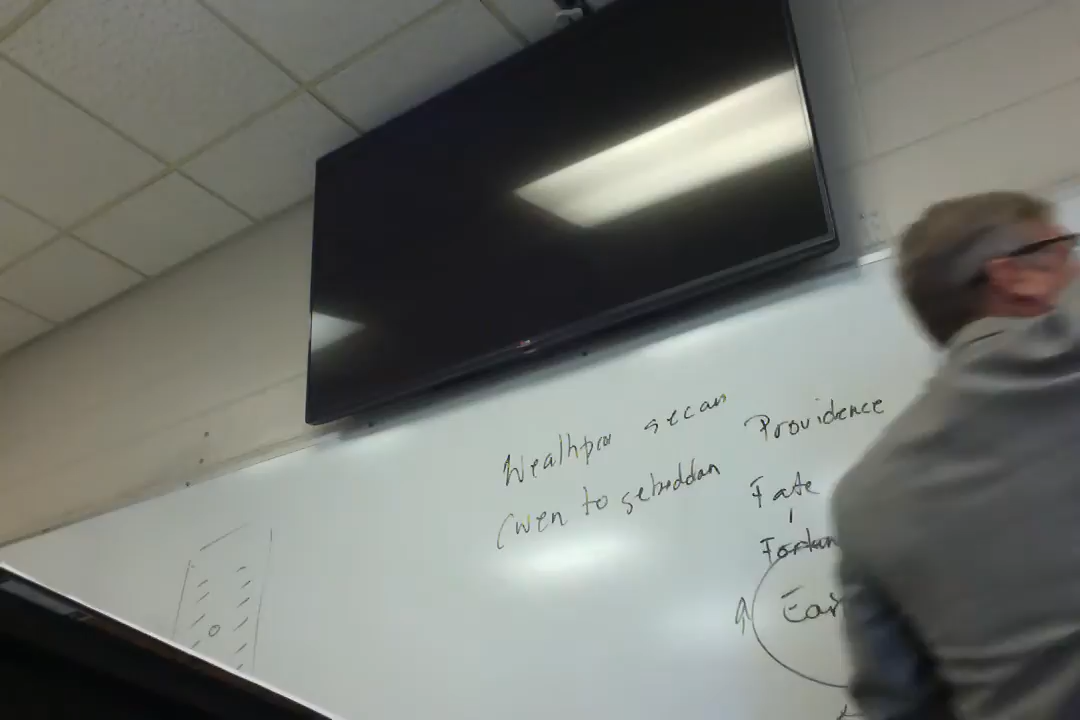 Wealhpeo secan
cwen to gebeddan
Providence
Fate
Fortun
Ear